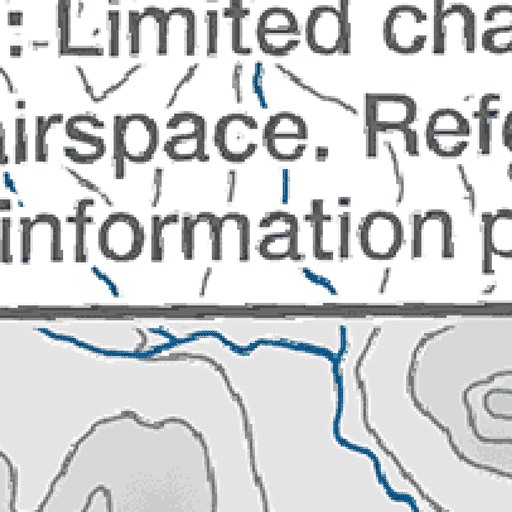 : Limited cha
airspace. Refe
information p